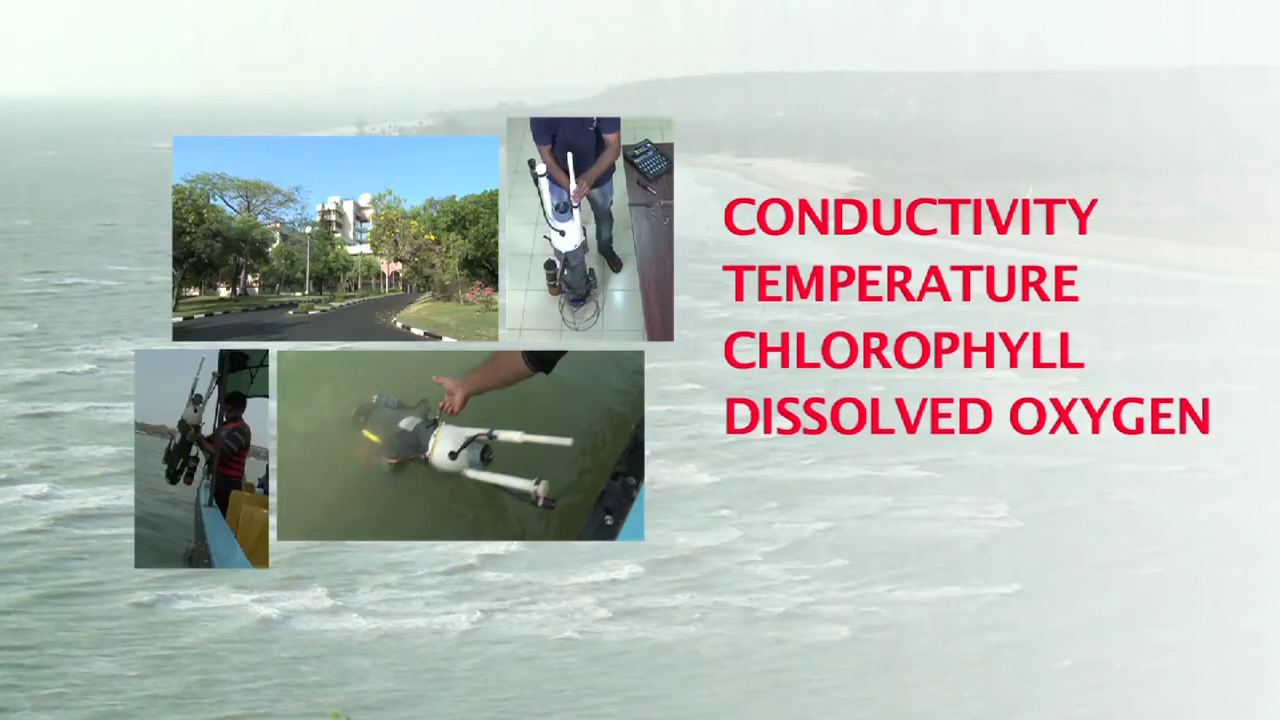 CONDUCTIVITY
TEMPERATURE
CHLOROPHYLL
DISSOLVED OXYGEN